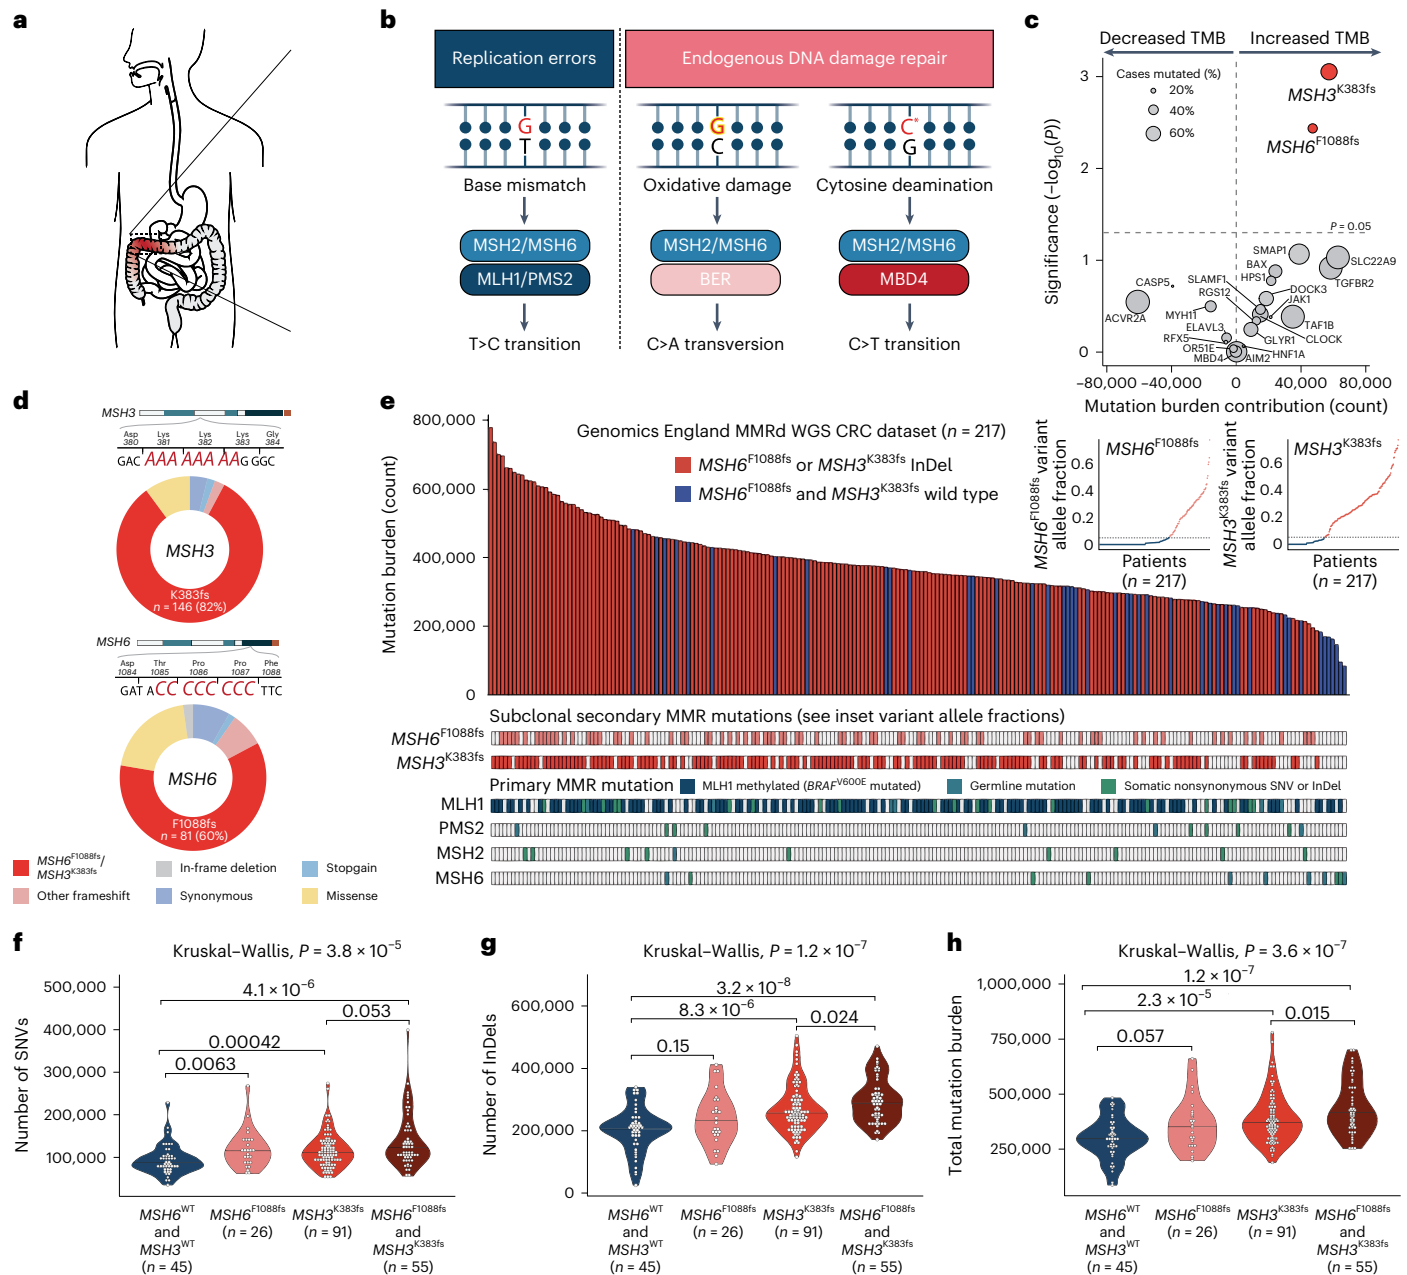 a
b
Replication errors
Endogenous DNA damage repair
G
T
G
C
C*
G
Base mismatch
Oxidative damage
Cytosine deamination
MSH2/MSH6
MSH2/MSH6
MSH2/MSH6
MLH1/PMS2
BER
MBD4
T>C transition
C>A transversion
C>T transition
c
Decreased TMB
Increased TMB
Cases mutated (%)
20%
40%
60%
MSH3K383fs
MSH6F1088fs
P = 0.05
SMAP1
SLC22A9
BAX
TGFBR2
HPS1
CASP5
SLAMF1
DOCK3
RGS12
JAK1
ACVR2A
MYH11
TAF1B
ELAVL3
CLOCK
RFX5
GLYR1
OR51E
HNF1A
MBD4
AIM2
Significance (−log10(P))
3
2
1
0
−80,000
−40,000
0
40,000
80,000
Mutation burden contribution (count)
d
MSH3
Asp 380
Lys 381
Lys 382
Lys 383
Gly 384
GAC AAA AAA AAG GGC
MSH3
K383fs
n = 146 (82%)
MSH6
Asp 1084
Thr 1085
Pro 1086
Pro 1087
Phe 1088
GAT ACC CCC CCC TTC
MSH6
F1088fs
n = 81 (60%)
MSH6F1088fs/
MSH3K383fs
In-frame deletion
Stopgain
Other frameshift
Synonymous
Missense
e
Mutation burden (count)
800,000
600,000
400,000
200,000
0
Genomics England MMRd WGS CRC dataset (n = 217)
MSH6F1088fs or MSH3K383fs InDel
MSH6F1088fs and MSH3K383fs wild type
MSH6F1088fs variant
allele fraction
0.6
0.4
0.2
0
MSH6F1088fs
Patients
(n = 217)
MSH3K383fs variant
allele fraction
0.6
0.4
0.2
0
MSH3K383fs
Patients
(n = 217)
Subclonal secondary MMR mutations (see inset variant allele fractions)
MSH6F1088fs
MSH3K383fs
Primary MMR mutation
MLH1 methylated (BRAFV600E mutated)
Germline mutation
Somatic nonsynonymous SNV or InDel
MLH1
PMS2
MSH2
MSH6
f
Kruskal–Wallis, P = 3.8 × 10−5
Number of SNVs
500,000
400,000
300,000
200,000
100,000
4.1 × 10−6
0.053
0.00042
0.0063
MSH6WT
and
MSH3WT
(n = 45)
MSH6F1088fs
(n = 26)
MSH3K383fs
(n = 91)
MSH6F1088fs
and
MSH3K383fs
(n = 55)
g
Kruskal–Wallis, P = 1.2 × 10−7
Number of InDels
600,000
400,000
200,000
0
3.2 × 10−8
8.3 × 10−6
0.024
0.15
MSH6WT
and
MSH3WT
(n = 45)
MSH6F1088fs
(n = 26)
MSH3K383fs
(n = 91)
MSH6F1088fs
and
MSH3K383fs
(n = 55)
h
Kruskal–Wallis, P = 3.6 × 10−7
Total mutation burden
1,000,000
750,000
500,000
250,000
1.2 × 10−7
2.3 × 10−5
0.015
0.057
MSH6WT
and
MSH3WT
(n = 45)
MSH6F1088fs
(n = 26)
MSH3K383fs
(n = 91)
MSH6F1088fs
and
MSH3K383fs
(n = 55)